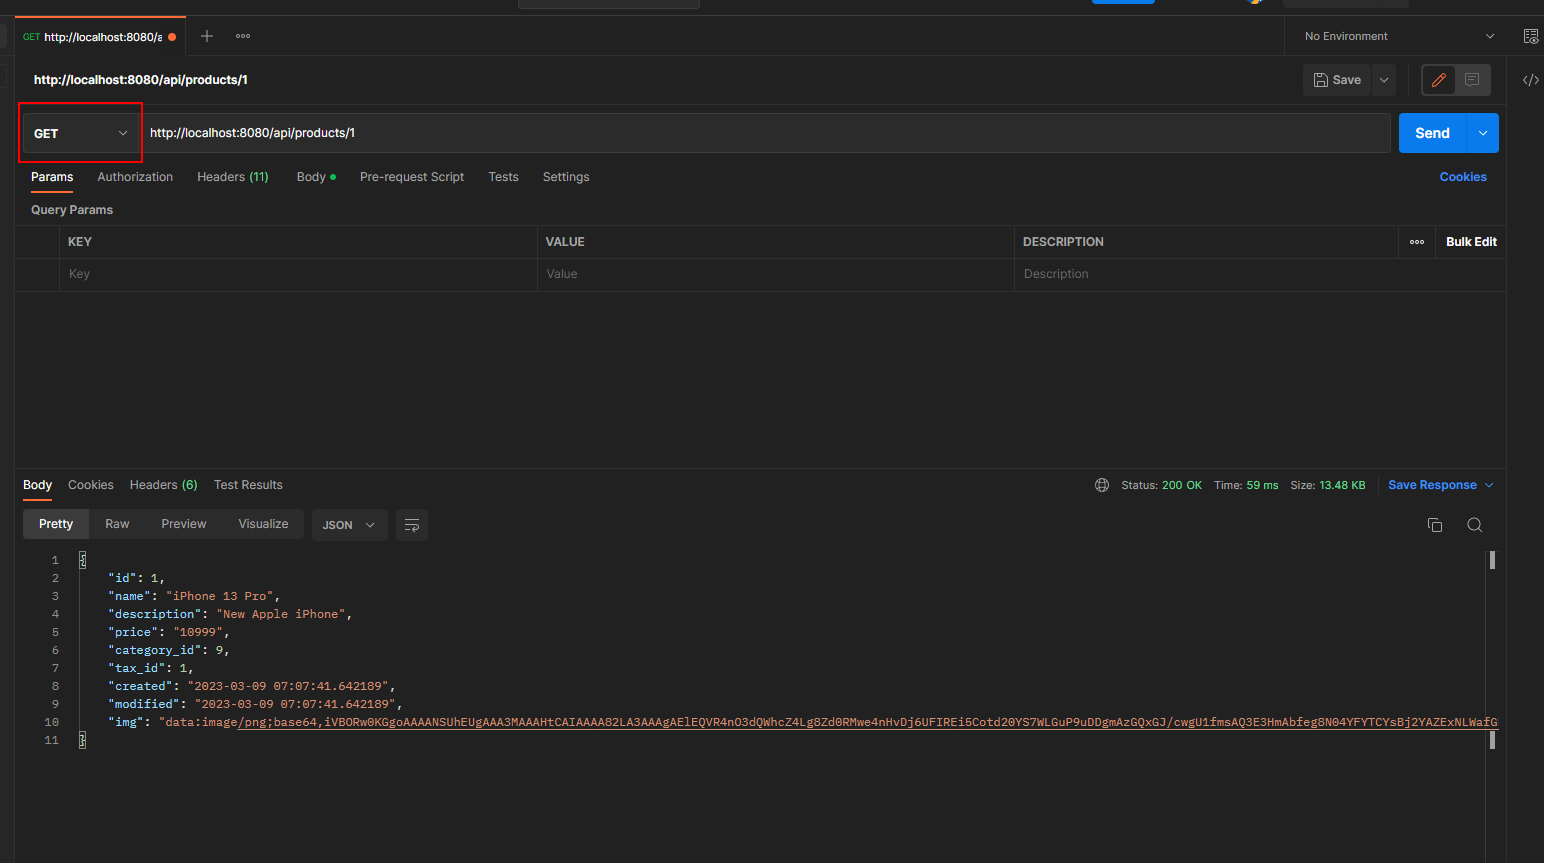 GET http://localhost:8080/a
No Environment
http://localhost:8080/api/products/1
Save
GET http://localhost:8080/api/products/1
Send
Params Authorization Headers (11) Body Pre-request Script Tests Settings Cookies
Query Params
KEY VALUE DESCRIPTION Bulk Edit
Key Value Description
Body Cookies Headers (6) Test Results Status: 200 OK Time: 59 ms Size: 13.48 KB Save Response
Pretty Raw Preview Visualize JSON
1 {
2 "id": 1,
3 "name": "iPhone 13 Pro",
4 "description": "New Apple iPhone",
5 "price": "10999",
6 "category_id": 9,
7 "tax_id": 1,
8 "created": "2023-03-09 07:07:41.642189",
9 "modified": "2023-03-09 07:07:41.642189",
10 "img": "data:image/png;base64,iVBORw0KGgoAAAANSUhEUgAAA3MAAAHtCAIAAAA82LA3AAAgAElEQVR4nO3dQWhcZ4Lg8Zd0RMwe4nHvDj6UFIREi5Cotd20YS7WLGuP9uDDgmAzGQxGJ/cwgU1fmsAQ3E3HmAbfeg8N04YFYTCYsBj2YAZExNLWafG
11 }